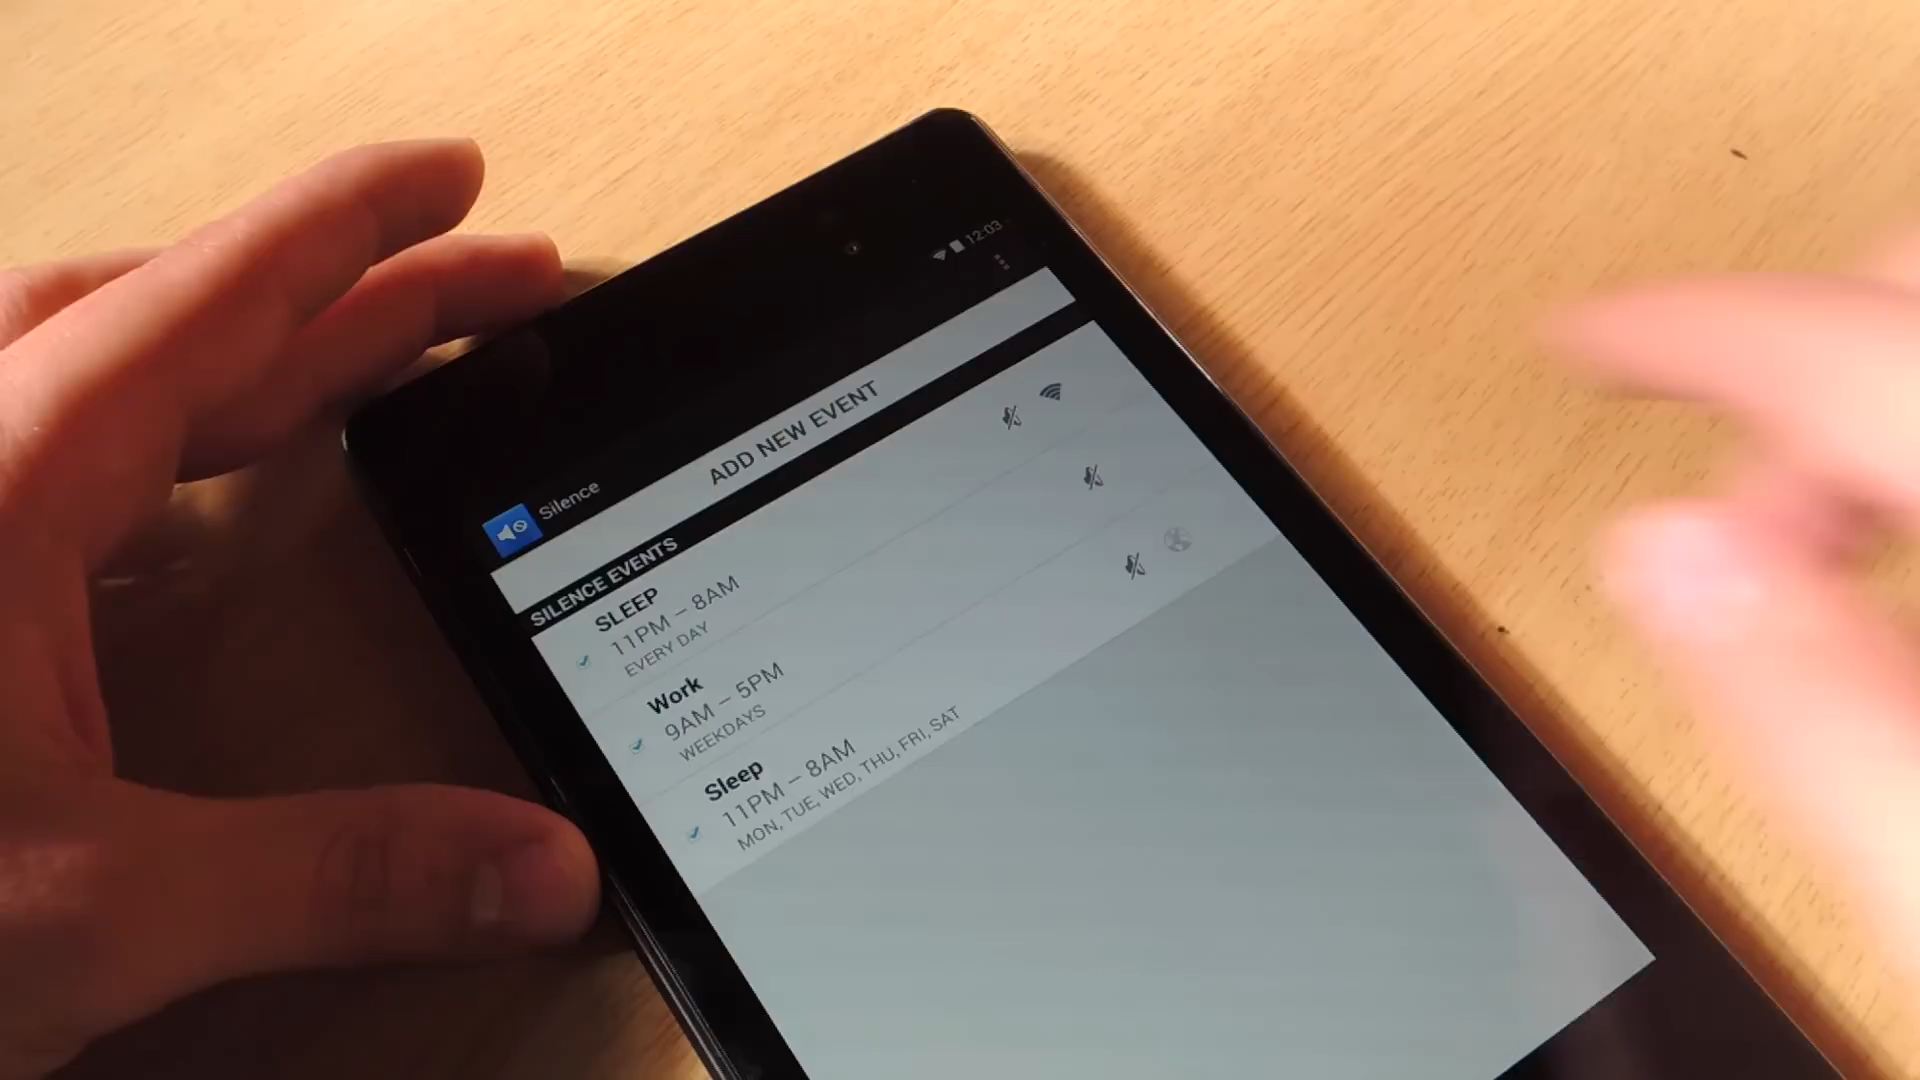 12:03
Silence
ADD NEW EVENT
SILENCE EVENTS
SLEEP
11PM – 8AM
EVERY DAY
Work
9AM – 5PM
WEEKDAYS
Sleep
11PM – 8AM
MON, TUE, WED, THU, FRI, SAT